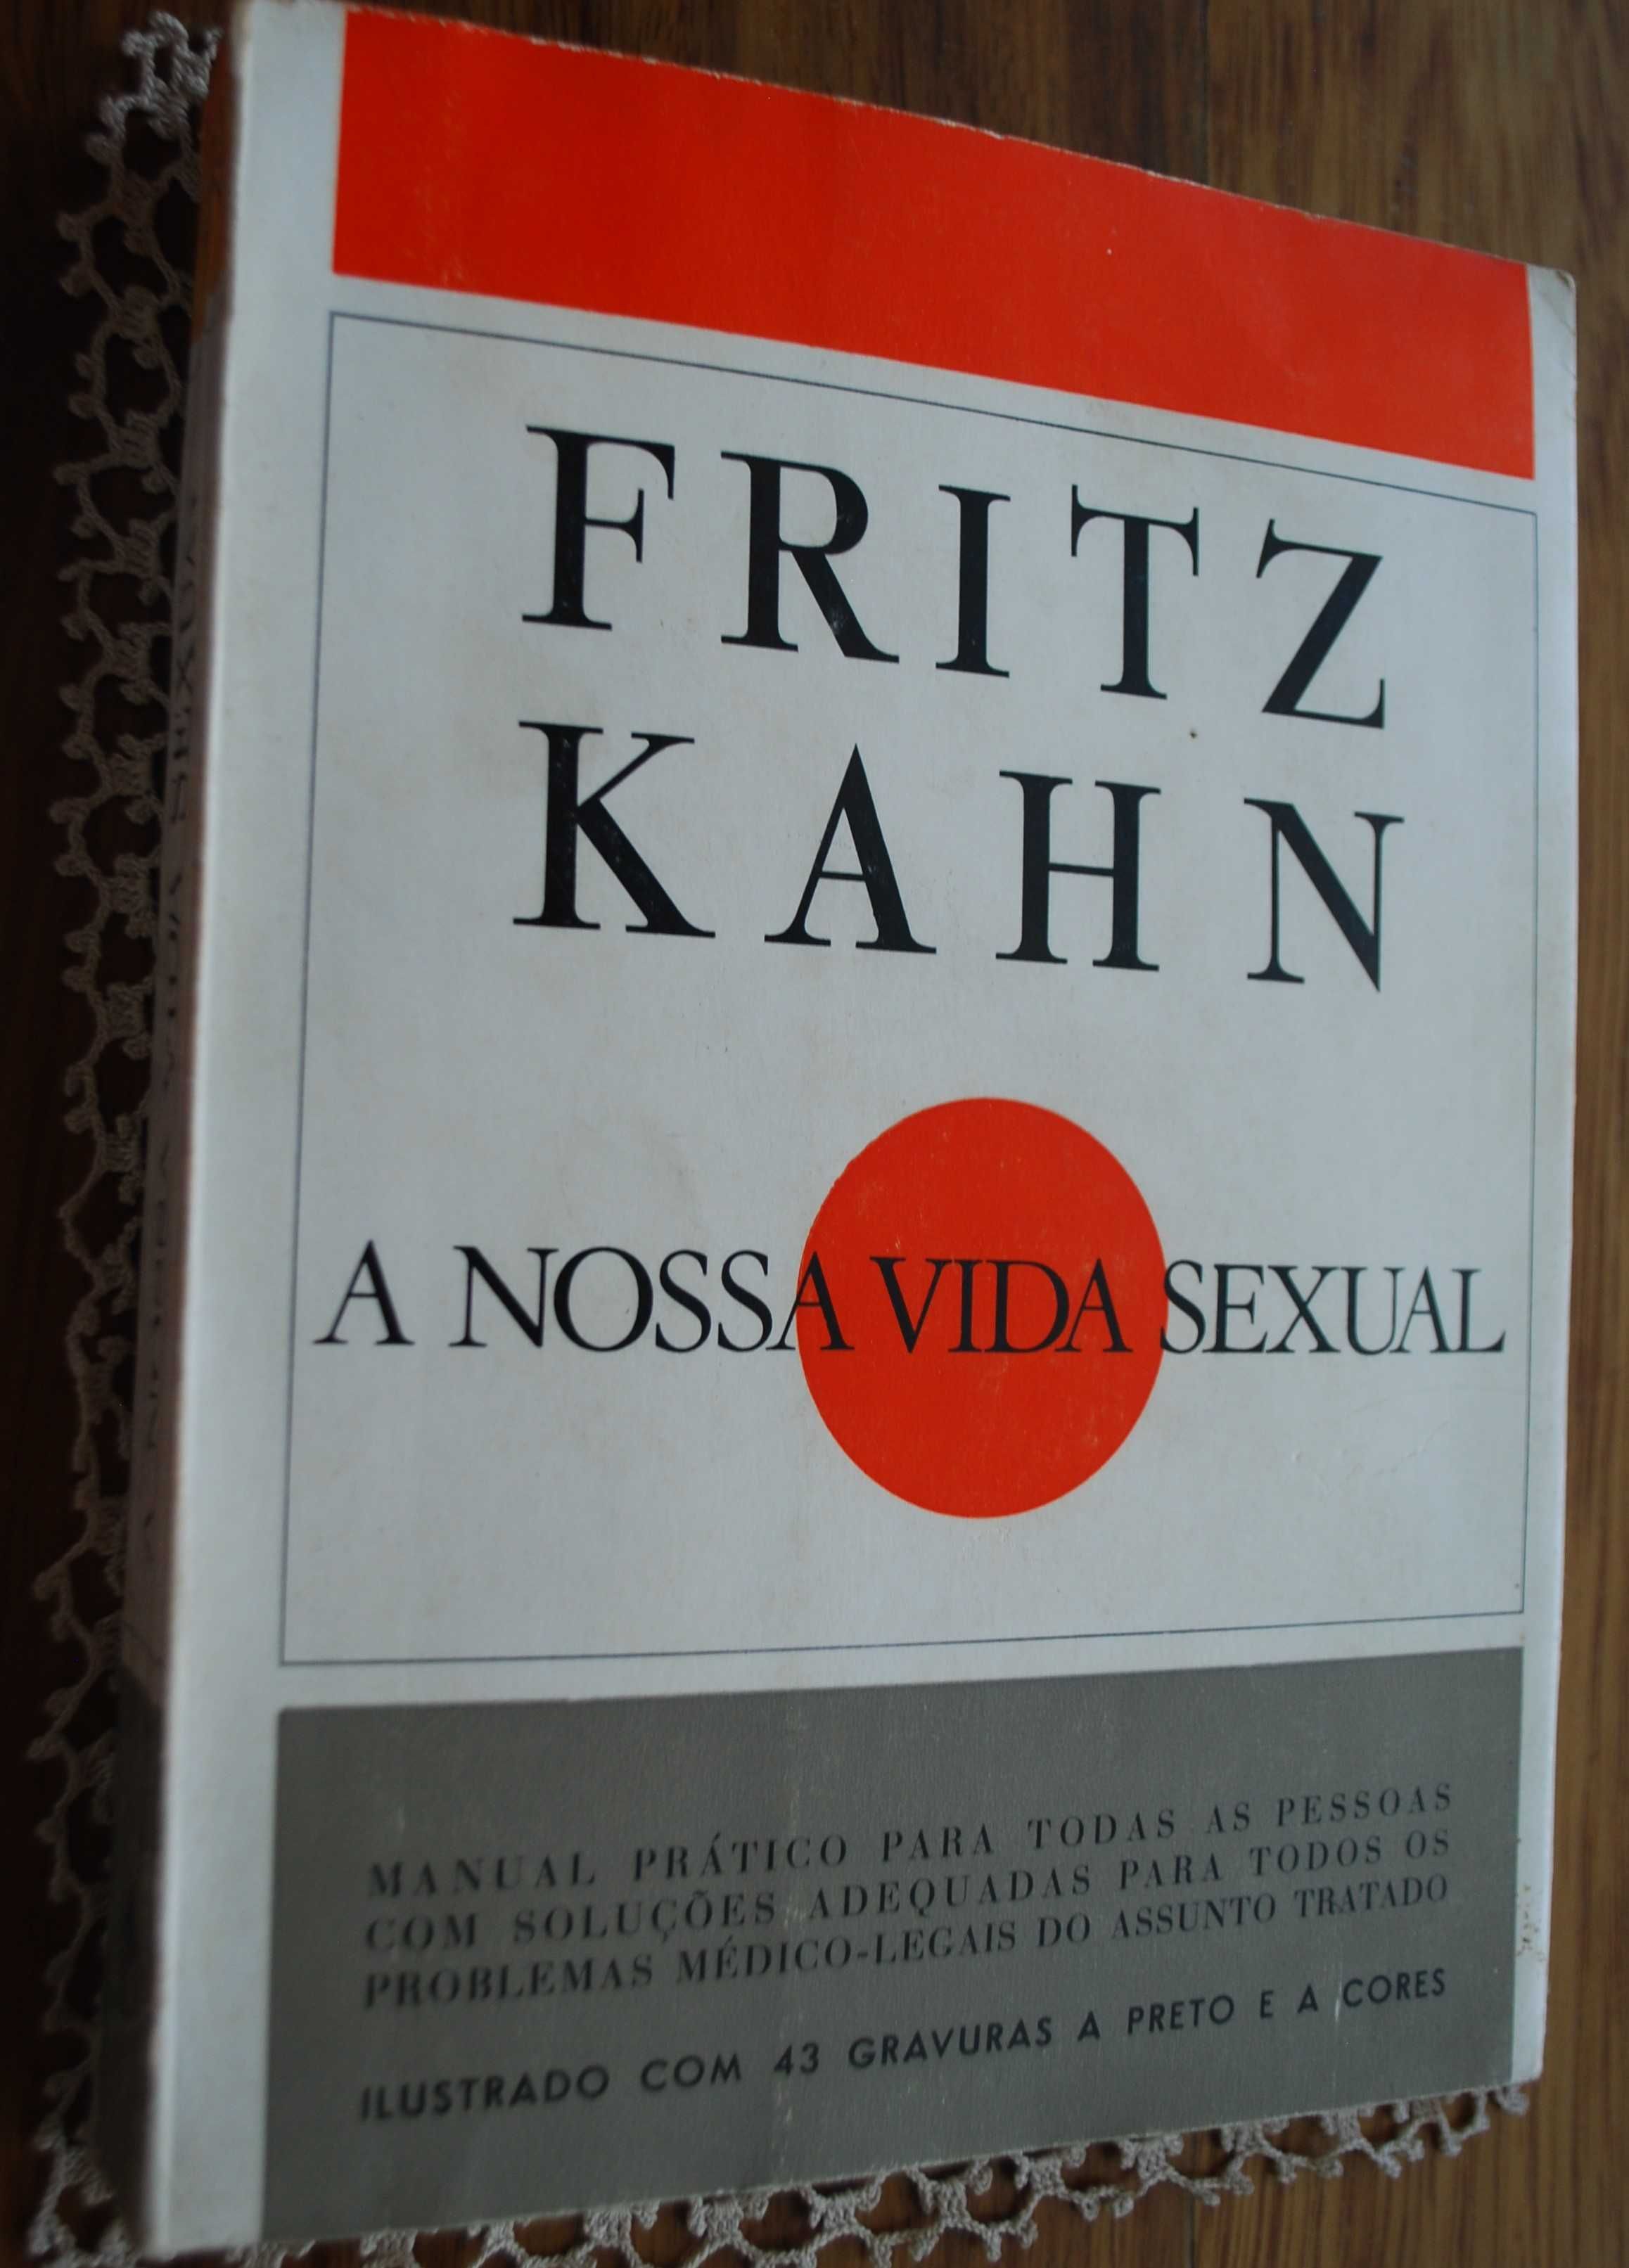 FRITZ
KAHN
A NOSSA VIDA SEXUAL
MANUAL PRÁTICO PARA TODAS AS PESSOAS
COM SOLUÇÕES ADEQUADAS PARA TODOS OS
PROBLEMAS MÉDICO-LEGAIS DO ASSUNTO TRATADO
ILUSTRADO COM 43 GRAVURAS A PRETO E A CORES